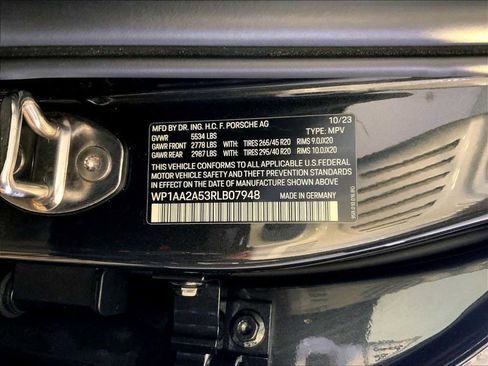 10/23
MFD BY DR. ING. H.C. F. PORSCHE AG
GVWR 5534 LBS TYPE: MPV
GAWR FRONT 2778 LBS WITH: TIRES 265/45 R20 RIMS 9.0JX20
GAWR REAR 2987 LBS WITH: TIRES 295/40 R20 RIMS 10.0JX20
THIS VEHICLE CONFORMS TO ALL APPLICABLE U.S. FEDERAL
MOTOR VEHICLE SAFETY AND THEFT PREVENTION STANDARDS IN EFFECT ON
THE DATE OF MANUFACTURE SHOWN ABOVE
WP1AA2A53RLB07948 MADE IN GERMANY